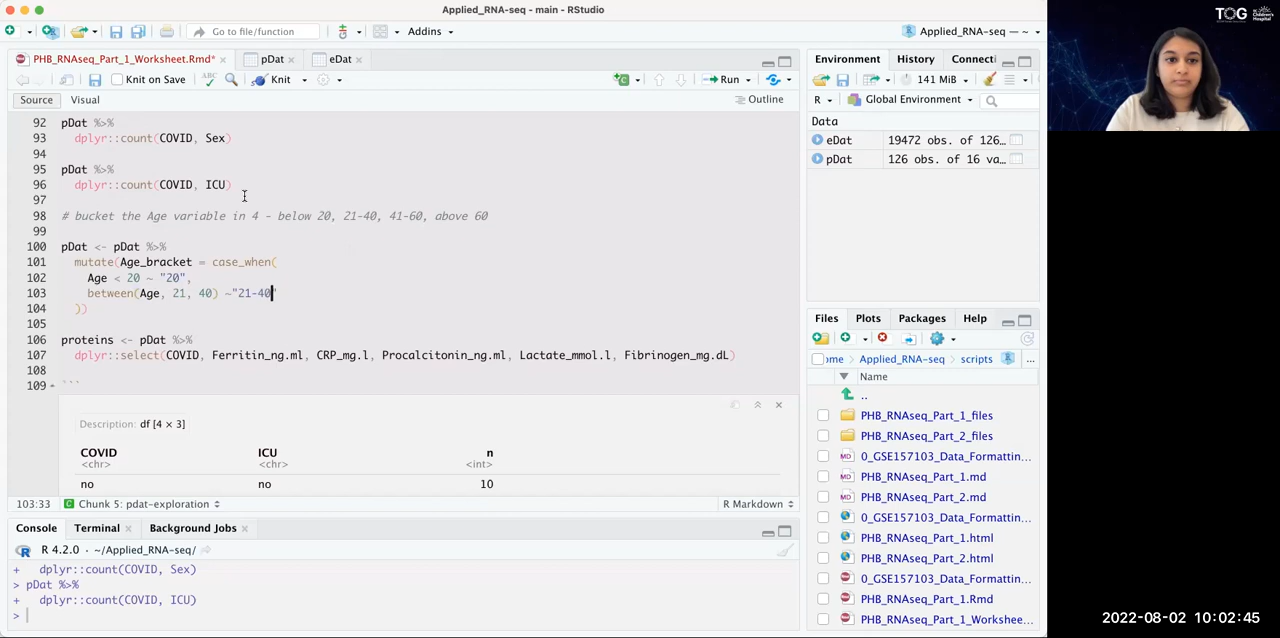 Applied_RNA-seq - main - RStudio
Go to file/function
Addins
Applied_RNA-seq — ~
PHB_RNAseq_Part_1_Worksheet.Rmd*
pDat
eDat
Knit on Save
ABC
Knit
Run
Source
Visual
Outline
92 pDat %>%
93 dplyr::count(COVID, Sex)
94
95 pDat %>%
96 dplyr::count(COVID, ICU)
97
98 # bucket the Age variable in 4 - below 20, 21-40, 41-60, above 60
99
100 pDat <- pDat %>%
101 mutate(Age_bracket = case_when(
102 Age < 20 ~ "20",
103 between(Age, 21, 40) ~"21-40"
104 ))
105
106 proteins <- pDat %>%
107 dplyr::select(COVID, Ferritin_ng.ml, CRP_mg.l, Procalcitonin_ng.ml, Lactate_mmol.l, Fibrinogen_mg.dL)
108
109 ```
Description: df [4 × 3]
COVID ICU n
<chr> <chr> <int>
no no 10
103:33
Chunk 5: pdat-exploration
R Markdown
Console
Terminal
Background Jobs
R 4.2.0 · ~/Applied_RNA-seq/
+ dplyr::count(COVID, Sex)
> pDat %>%
+ dplyr::count(COVID, ICU)
>
Environment
History
Connecti
141 MiB
R
Global Environment
Data
eDat 19472 obs. of 126…
pDat 126 obs. of 16 va…
Files
Plots
Packages
Help
ome
Applied_RNA-seq
scripts
...
Name
..
PHB_RNAseq_Part_1_files
PHB_RNAseq_Part_2_files
0_GSE157103_Data_Formattin...
PHB_RNAseq_Part_1.md
PHB_RNAseq_Part_2.md
0_GSE157103_Data_Formattin...
PHB_RNAseq_Part_1.html
PHB_RNAseq_Part_2.html
0_GSE157103_Data_Formattin...
PHB_RNAseq_Part_1.Rmd
PHB_RNAseq_Part_1_Workshee...
TOG
BC Children's
Hospital
2022-08-02 10:02:45